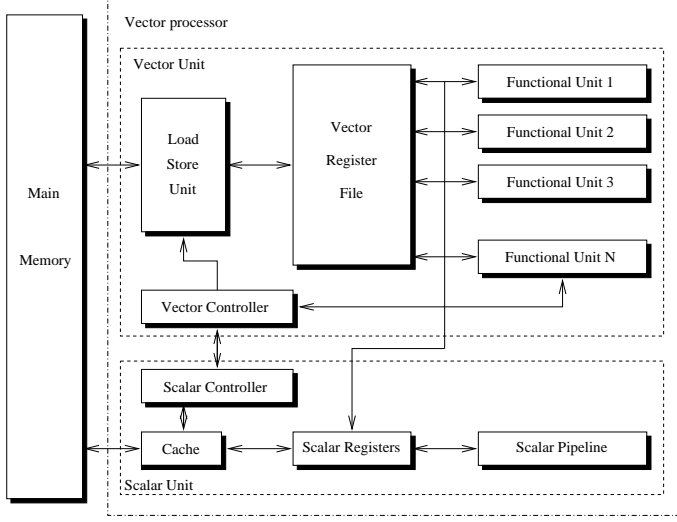 Vector processor
Vector Unit
Functional Unit 1
Load
Store
Unit
Vector
Register
File
Functional Unit 2
Functional Unit 3
Main
Memory
Functional Unit N
Vector Controller
Scalar Controller
Cache
Scalar Registers
Scalar Pipeline
Scalar Unit